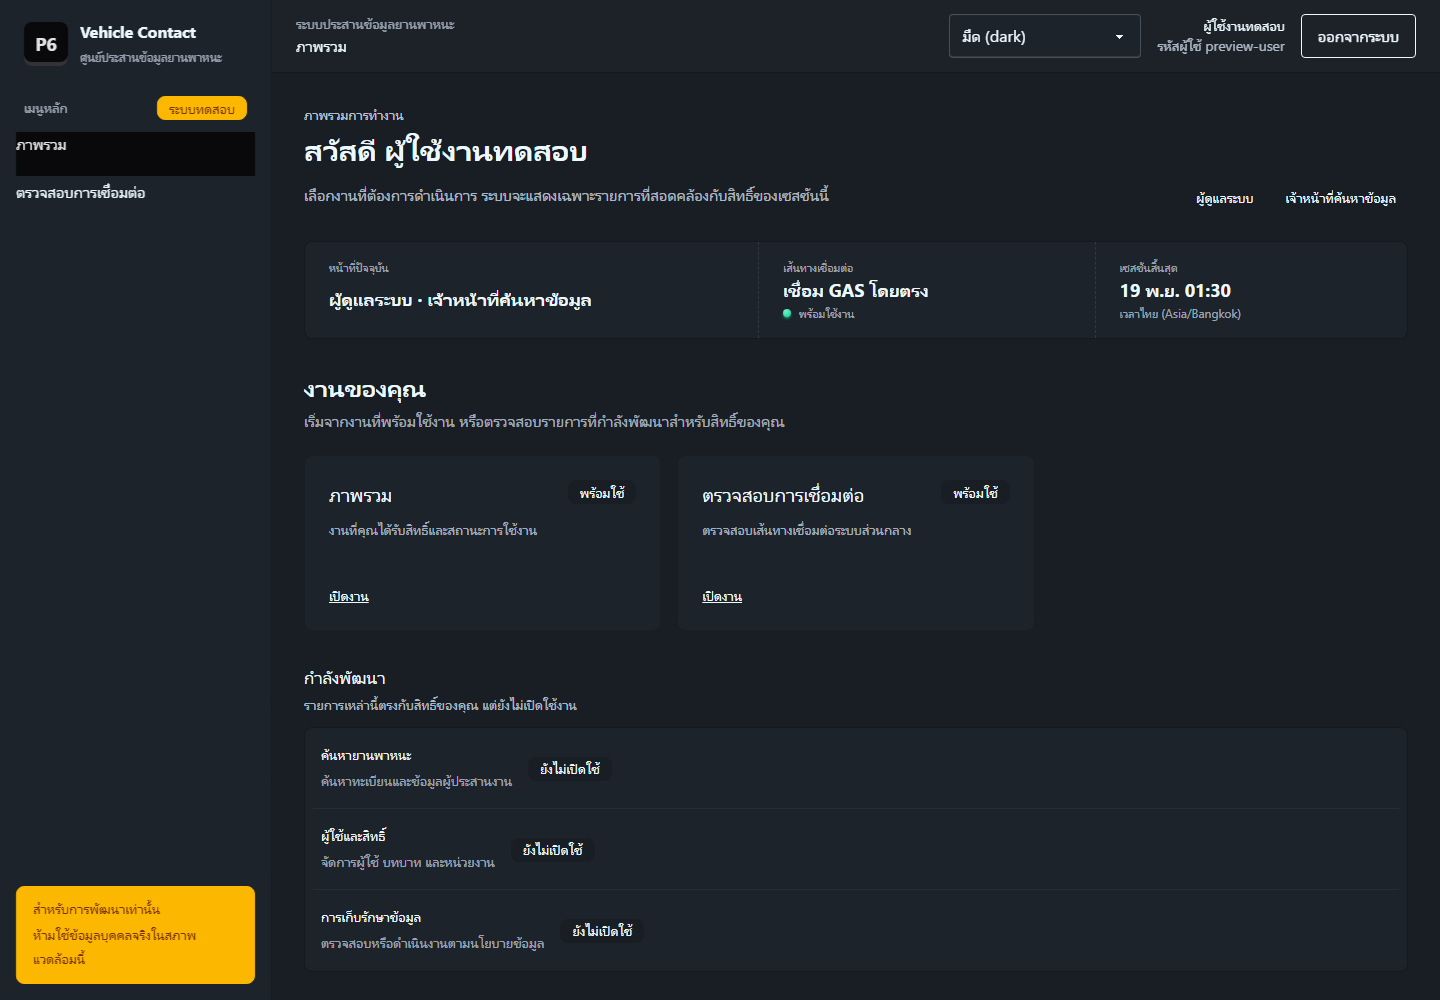 P6
Vehicle Contact
ศูนย์ประสานข้อมูลยานพาหนะ
เมนูหลัก
ระบบทดสอบ
ภาพรวม
ตรวจสอบการเชื่อมต่อ
สำหรับการพัฒนาเท่านั้น
ห้ามใช้ข้อมูลบุคคลจริงในสภาพ
แวดล้อมนี้
ระบบประสานข้อมูลยานพาหนะ
ภาพรวม
มืด (dark)
ผู้ใช้งานทดสอบ
รหัสผู้ใช้ preview-user
ออกจากระบบ
ภาพรวมการทำงาน
สวัสดี ผู้ใช้งานทดสอบ
เลือกงานที่ต้องการดำเนินการ ระบบจะแสดงเฉพาะรายการที่สอดคล้องกับสิทธิ์ของเซสชันนี้
ผู้ดูแลระบบ
เจ้าหน้าที่ค้นหาข้อมูล
หน้าที่ปัจจุบัน
ผู้ดูแลระบบ · เจ้าหน้าที่ค้นหาข้อมูล
เส้นทางเชื่อมต่อ
เชื่อม GAS โดยตรง
พร้อมใช้งาน
เซสชันสิ้นสุด
19 พ.ย. 01:30
เวลาไทย (Asia/Bangkok)
งานของคุณ
เริ่มจากงานที่พร้อมใช้งาน หรือตรวจสอบรายการที่กำลังพัฒนาสำหรับสิทธิ์ของคุณ
ภาพรวม
พร้อมใช้
งานที่คุณได้รับสิทธิ์และสถานะการใช้งาน
เปิดงาน
ตรวจสอบการเชื่อมต่อ
พร้อมใช้
ตรวจสอบเส้นทางเชื่อมต่อระบบส่วนกลาง
เปิดงาน
กำลังพัฒนา
รายการเหล่านี้ตรงกับสิทธิ์ของคุณ แต่ยังไม่เปิดใช้งาน
ค้นหายานพาหนะ
ค้นหาทะเบียนและข้อมูลผู้ประสานงาน
ยังไม่เปิดใช้
ผู้ใช้และสิทธิ์
จัดการผู้ใช้ บทบาท และหน่วยงาน
ยังไม่เปิดใช้
การเก็บรักษาข้อมูล
ตรวจสอบหรือดำเนินงานตามนโยบายข้อมูล
ยังไม่เปิดใช้